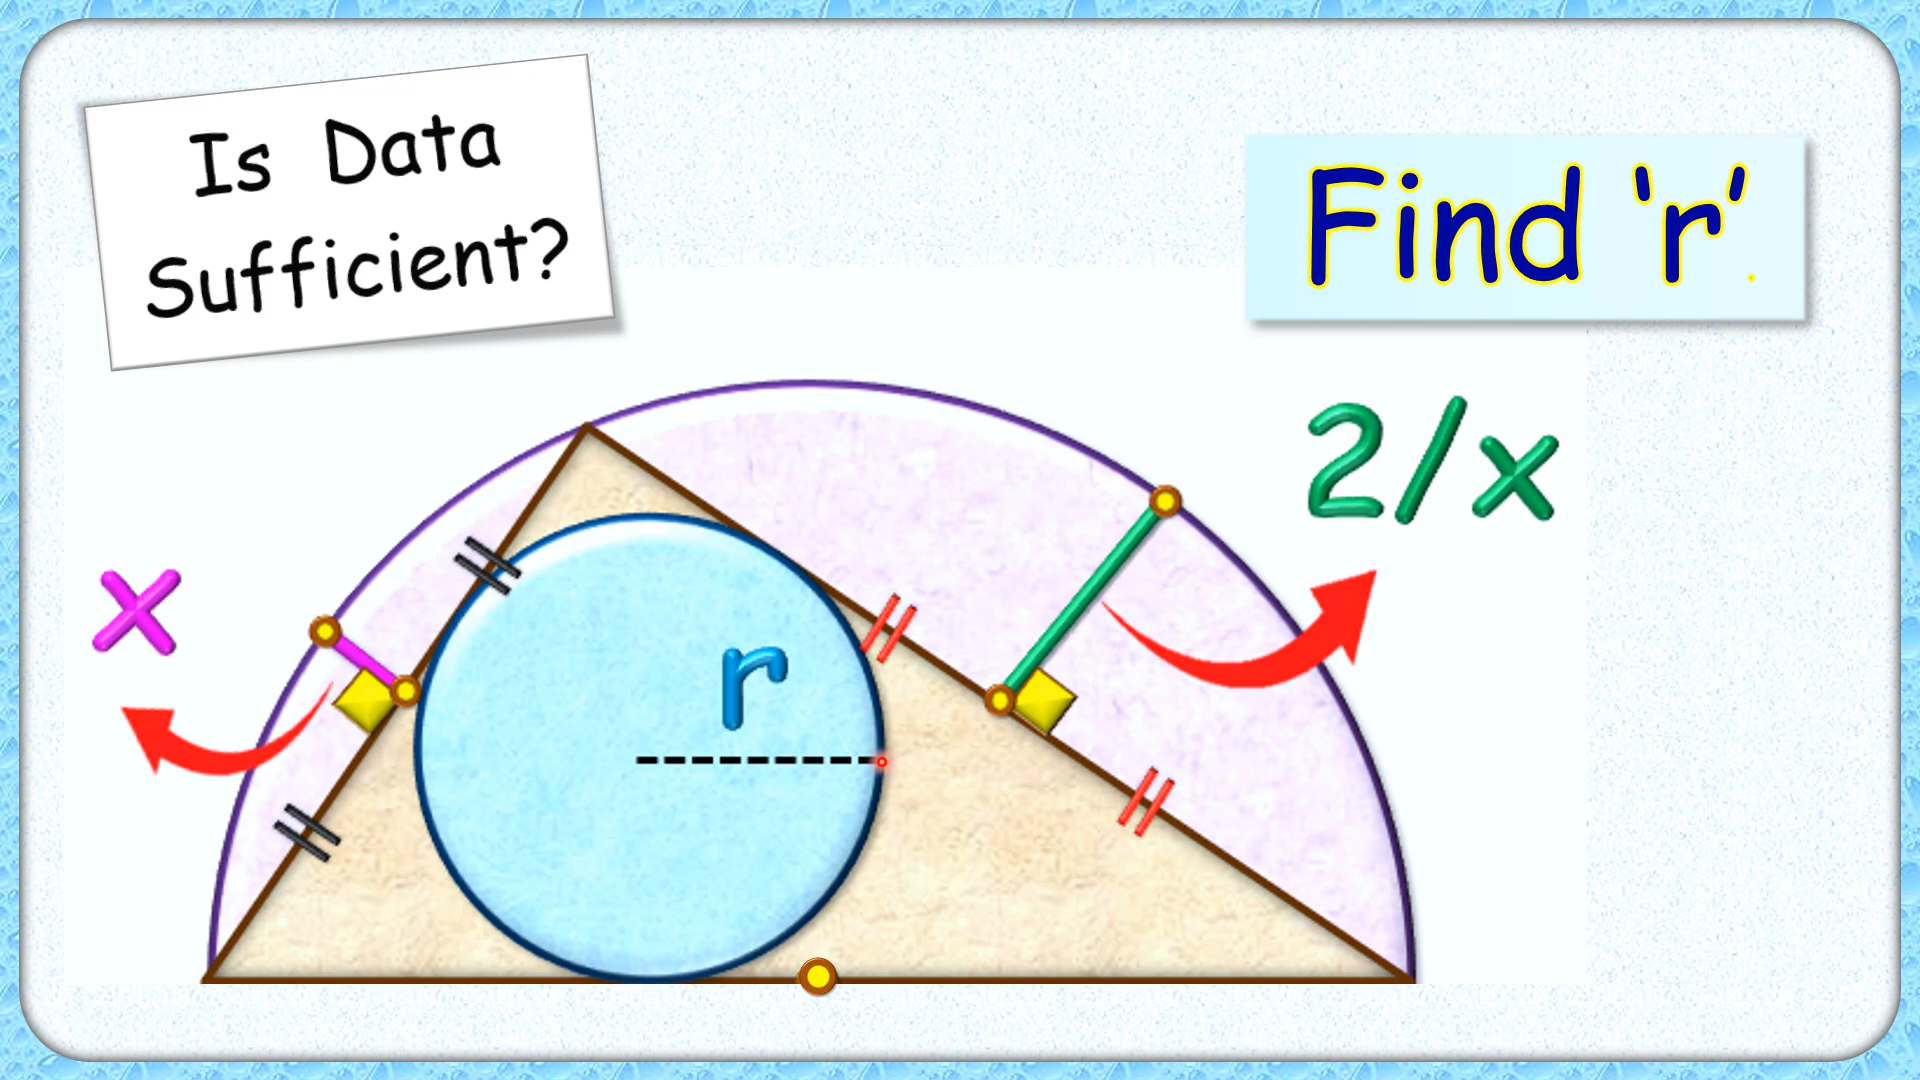 Is Data
Sufficient?
Find ‘r’.
2/x
x
r